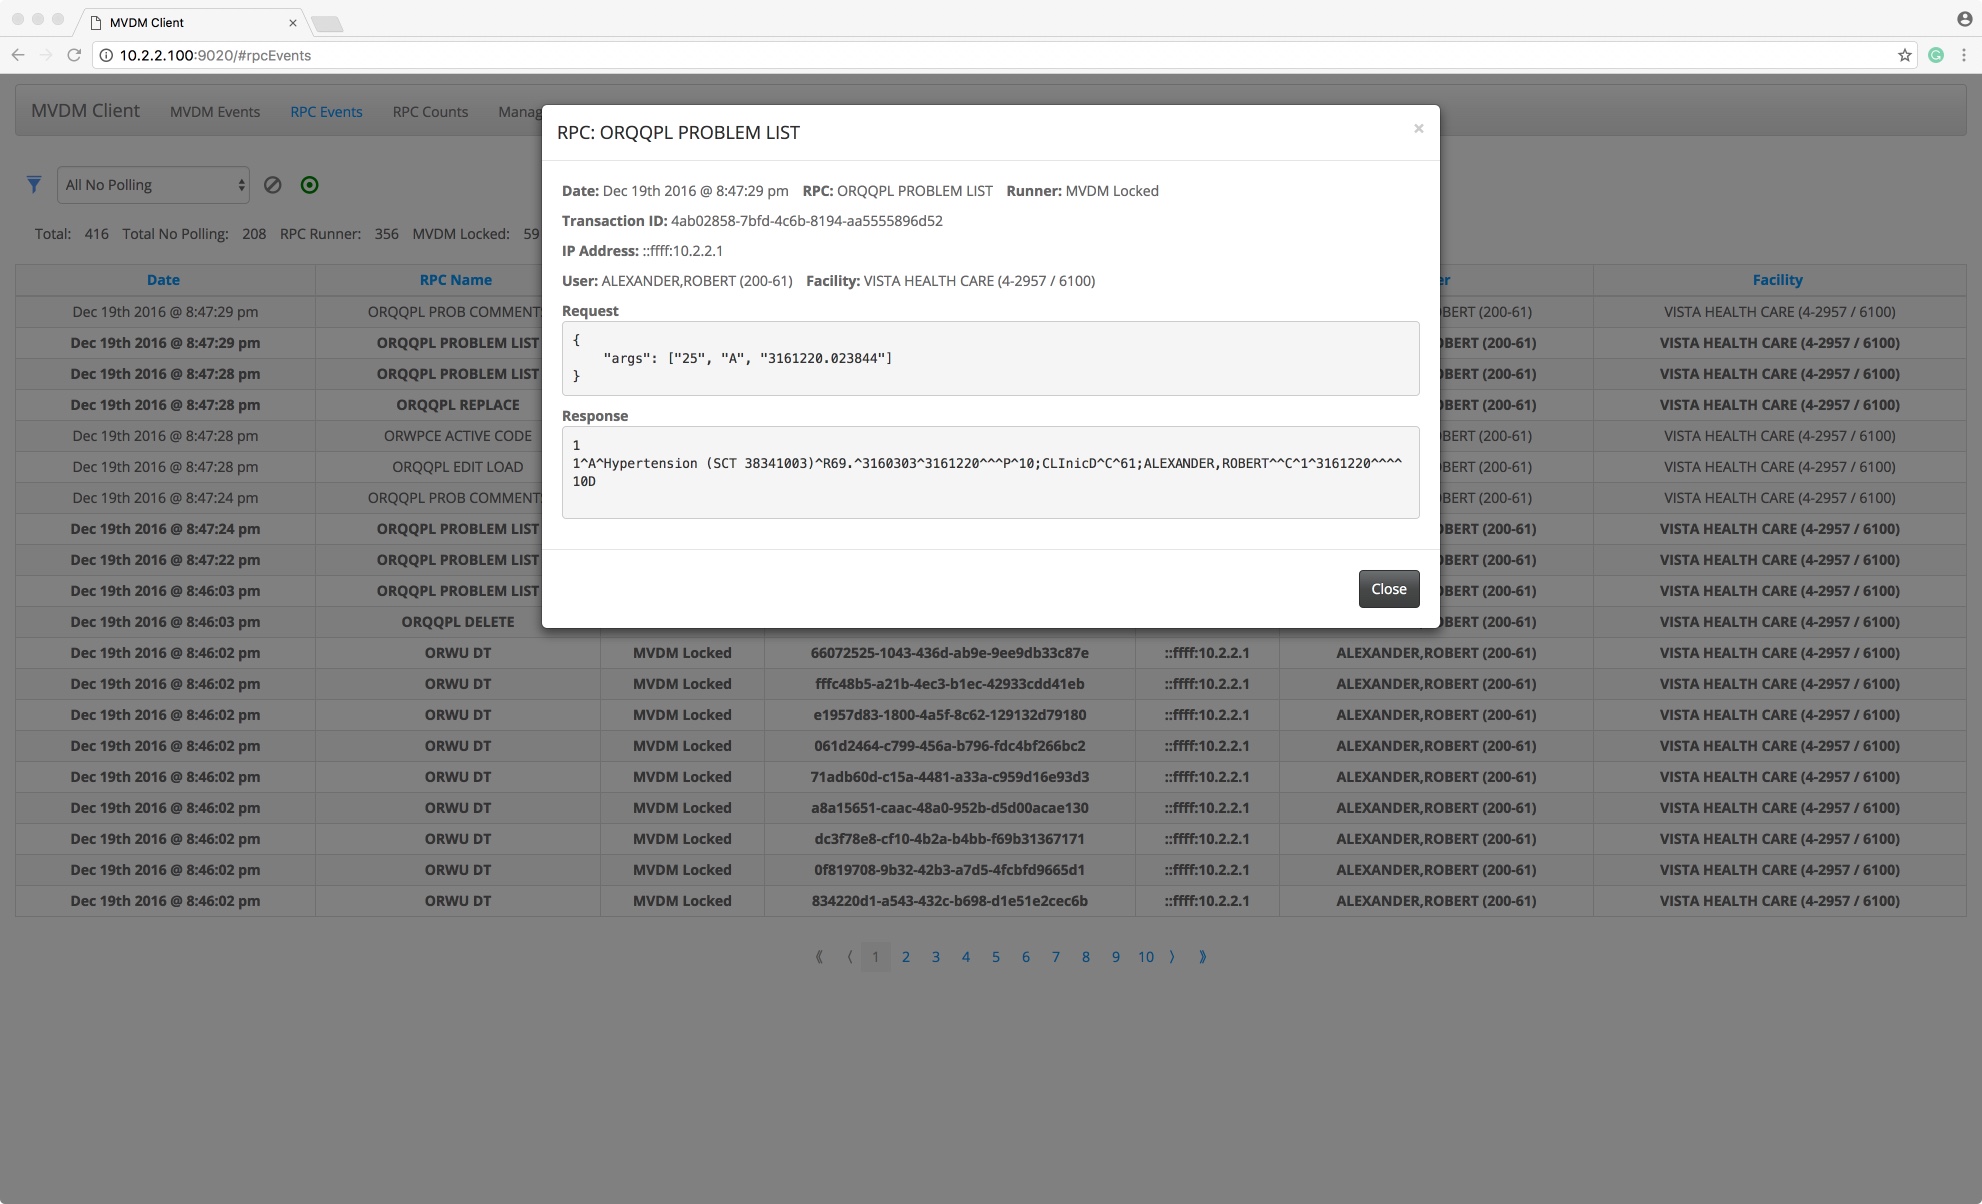 MVDM Client
10.2.2.100:9020/#rpcEvents
MVDM Client MVDM Events RPC Events RPC Counts Manag
All No Polling
Total: 416 Total No Polling: 208 RPC Runner: 356 MVDM Locked: 59
RPC: ORQQPL PROBLEM LIST
×
Date: Dec 19th 2016 @ 8:47:29 pm RPC: ORQQPL PROBLEM LIST Runner: MVDM Locked
Transaction ID: 4ab02858-7bfd-4c6b-8194-aa5555896d52
IP Address: ::ffff:10.2.2.1
User: ALEXANDER,ROBERT (200-61) Facility: VISTA HEALTH CARE (4-2957 / 6100)
Request
{
"args": ["25", "A", "3161220.023844"]
}
Response
1
1^A^Hypertension (SCT 38341003)^R69.^3160303^3161220^^^P^10;CLInicD^C^61;ALEXANDER,ROBERT^^C^1^3161220^^^^
10D
Close
Date RPC Name er Facility
Dec 19th 2016 @ 8:47:29 pm ORQQPL PROB COMMENTS BERT (200-61) VISTA HEALTH CARE (4-2957 / 6100)
Dec 19th 2016 @ 8:47:29 pm ORQQPL PROBLEM LIST BERT (200-61) VISTA HEALTH CARE (4-2957 / 6100)
Dec 19th 2016 @ 8:47:28 pm ORQQPL PROBLEM LIST BERT (200-61) VISTA HEALTH CARE (4-2957 / 6100)
Dec 19th 2016 @ 8:47:28 pm ORQQPL REPLACE BERT (200-61) VISTA HEALTH CARE (4-2957 / 6100)
Dec 19th 2016 @ 8:47:28 pm ORWPCE ACTIVE CODE BERT (200-61) VISTA HEALTH CARE (4-2957 / 6100)
Dec 19th 2016 @ 8:47:28 pm ORQQPL EDIT LOAD BERT (200-61) VISTA HEALTH CARE (4-2957 / 6100)
Dec 19th 2016 @ 8:47:24 pm ORQQPL PROB COMMENTS BERT (200-61) VISTA HEALTH CARE (4-2957 / 6100)
Dec 19th 2016 @ 8:47:24 pm ORQQPL PROBLEM LIST BERT (200-61) VISTA HEALTH CARE (4-2957 / 6100)
Dec 19th 2016 @ 8:47:22 pm ORQQPL PROBLEM LIST BERT (200-61) VISTA HEALTH CARE (4-2957 / 6100)
Dec 19th 2016 @ 8:46:03 pm ORQQPL PROBLEM LIST BERT (200-61) VISTA HEALTH CARE (4-2957 / 6100)
Dec 19th 2016 @ 8:46:03 pm ORQQPL DELETE BERT (200-61) VISTA HEALTH CARE (4-2957 / 6100)
Dec 19th 2016 @ 8:46:02 pm ORWU DT MVDM Locked 66072525-1043-436d-ab9e-9ee9db33c87e ::ffff:10.2.2.1 ALEXANDER,ROBERT (200-61) VISTA HEALTH CARE (4-2957 / 6100)
Dec 19th 2016 @ 8:46:02 pm ORWU DT MVDM Locked fffc48b5-a21b-4ec3-b1ec-42933cdd41eb ::ffff:10.2.2.1 ALEXANDER,ROBERT (200-61) VISTA HEALTH CARE (4-2957 / 6100)
Dec 19th 2016 @ 8:46:02 pm ORWU DT MVDM Locked e1957d83-1800-4a5f-8c62-129132d79180 ::ffff:10.2.2.1 ALEXANDER,ROBERT (200-61) VISTA HEALTH CARE (4-2957 / 6100)
Dec 19th 2016 @ 8:46:02 pm ORWU DT MVDM Locked 061d2464-c799-456a-b796-fdc4bf266bc2 ::ffff:10.2.2.1 ALEXANDER,ROBERT (200-61) VISTA HEALTH CARE (4-2957 / 6100)
Dec 19th 2016 @ 8:46:02 pm ORWU DT MVDM Locked 71adb60d-c15a-4481-a33a-c959d16e93d3 ::ffff:10.2.2.1 ALEXANDER,ROBERT (200-61) VISTA HEALTH CARE (4-2957 / 6100)
Dec 19th 2016 @ 8:46:02 pm ORWU DT MVDM Locked a8a15651-caac-48a0-952b-d5d00acae130 ::ffff:10.2.2.1 ALEXANDER,ROBERT (200-61) VISTA HEALTH CARE (4-2957 / 6100)
Dec 19th 2016 @ 8:46:02 pm ORWU DT MVDM Locked dc3f78e8-cf10-4b2a-b4bb-f69b31367171 ::ffff:10.2.2.1 ALEXANDER,ROBERT (200-61) VISTA HEALTH CARE (4-2957 / 6100)
Dec 19th 2016 @ 8:46:02 pm ORWU DT MVDM Locked 0f819708-9b32-42b3-a7d5-4fcbfd9665d1 ::ffff:10.2.2.1 ALEXANDER,ROBERT (200-61) VISTA HEALTH CARE (4-2957 / 6100)
Dec 19th 2016 @ 8:46:02 pm ORWU DT MVDM Locked 834220d1-a543-432c-b698-d1e51e2cec6b ::ffff:10.2.2.1 ALEXANDER,ROBERT (200-61) VISTA HEALTH CARE (4-2957 / 6100)
⟪ ⟨ 1 2 3 4 5 6 7 8 9 10 ⟩ ⟫